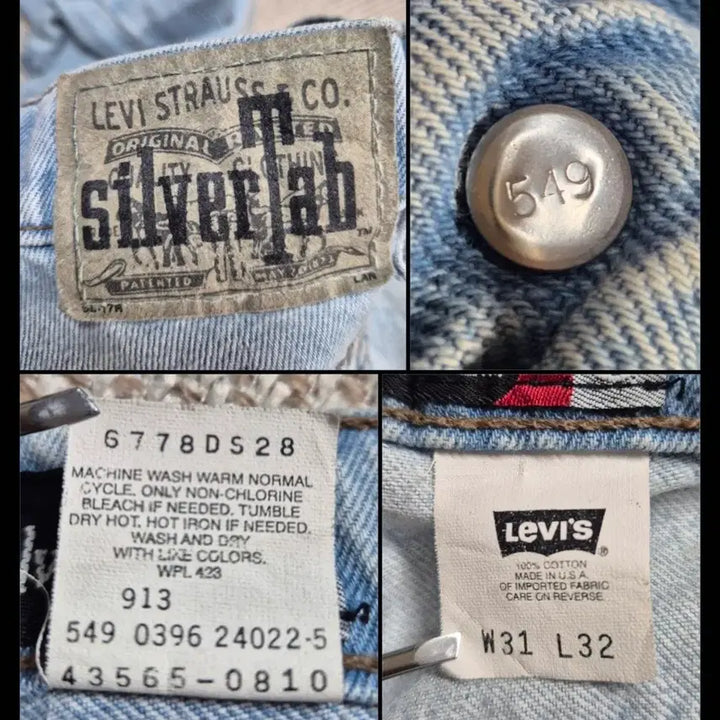 LEVI STRAUSS & CO.
ORIGINAL
silverTab
PATENTED
TM
549
6778DS28
MACHINE WASH WARM NORMAL
CYCLE. ONLY NON-CHLORINE
BLEACH IF NEEDED. TUMBLE
DRY HOT. HOT IRON IF NEEDED.
WASH AND DRY
WITH LIKE COLORS.
WPL 423
913
549 0396 24022-5
43565-0810
LEVI'S
®
100% COTTON
MADE IN U.S.A.
OF IMPORTED FABRIC
CARE ON REVERSE.
W31 L32